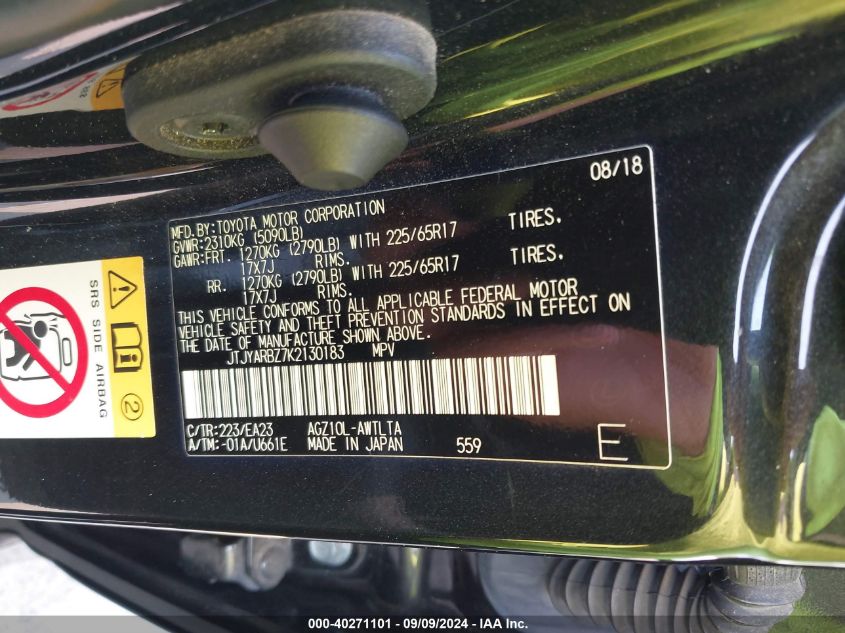 08/18
MFD.BY:TOYOTA MOTOR CORPORATION
GVWR:2310KG (5090LB)
GAWR:FRT. 1270KG (2790LB) WITH 225/65R17 TIRES.
17X7J RIMS.
RR. 1270KG (2790LB) WITH 225/65R17 TIRES.
17X7J RIMS.
THIS VEHICLE CONFORMS TO ALL APPLICABLE FEDERAL MOTOR
VEHICLE SAFETY AND THEFT PREVENTION STANDARDS IN EFFECT ON
THE DATE OF MANUFACTURE SHOWN ABOVE.
JTJYARBZ7K2130183 MPV
C/TR:223/EA23 AGZ10L-AWTLTA
A/TM:-01A/U661E MADE IN JAPAN 559 E
SRS SIDE AIRBAG
2
000-40271101 - 09/09/2024 - IAA Inc.